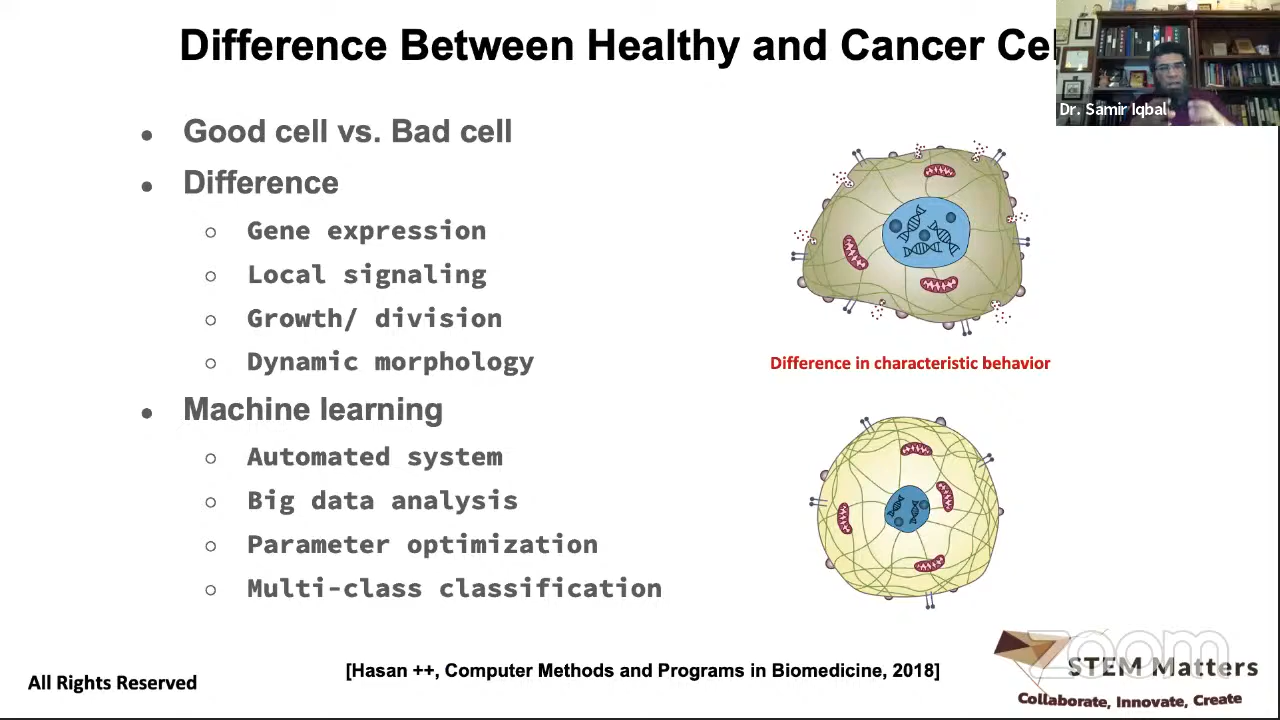 Difference Between Healthy and Cancer Cel
Dr. Samir Iqbal
Good cell vs. Bad cell
Difference
Gene expression
Local signaling
Growth/ division
Dynamic morphology
Difference in characteristic behavior
Machine learning
Automated system
Big data analysis
Parameter optimization
Multi-class classification
[Hasan ++, Computer Methods and Programs in Biomedicine, 2018]
All Rights Reserved
zoom
STEM Matters
Collaborate, Innovate, Create